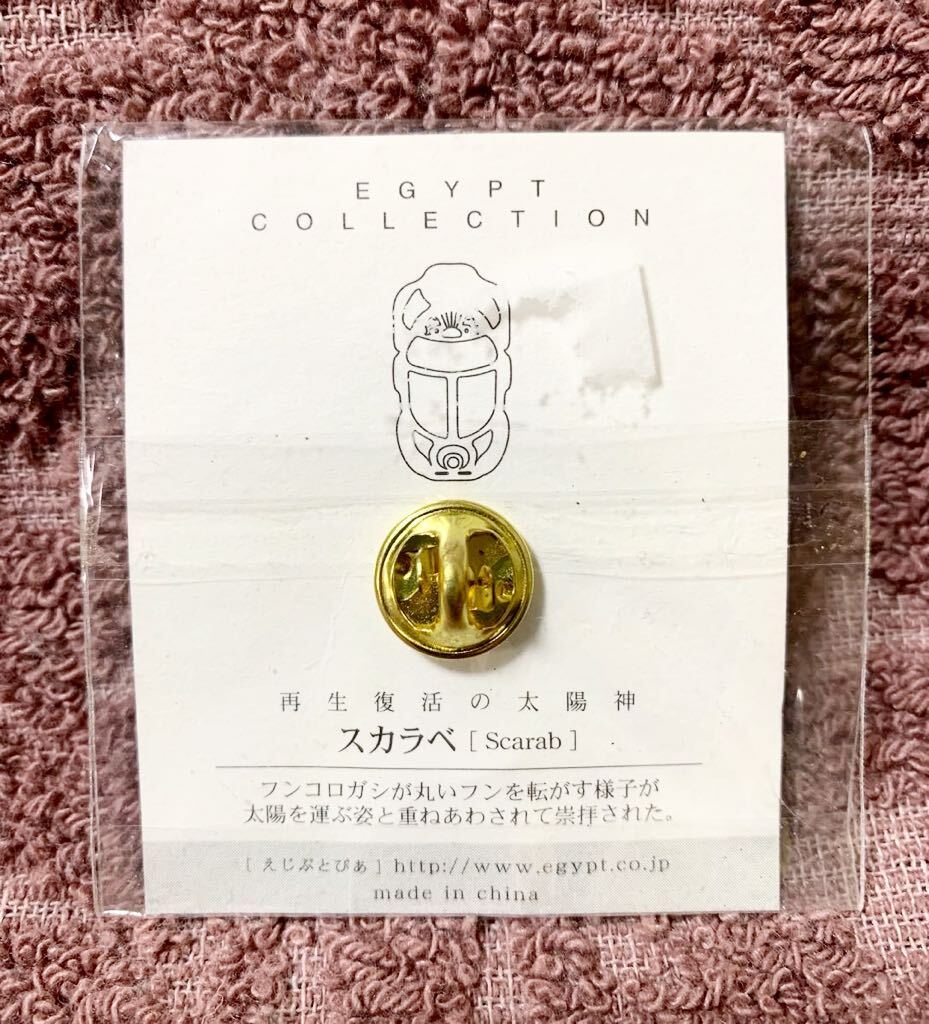 EGYPT
COLLECTION
再生復活の太陽神
スカラベ [ Scarab ]
フンコロガシが丸いフンを転がす様子が
太陽を運ぶ姿と重ねあわされて崇拝された。
[ えじぷとぴあ ] http://www.egypt.co.jp
made in china